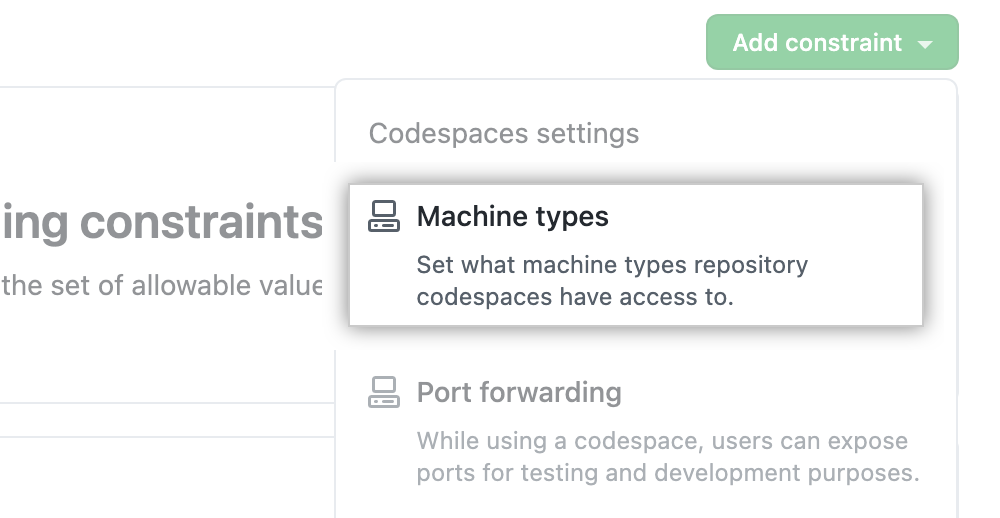 Add constraint
Codespaces settings
ing constraints
the set of allowable value
Machine types
Set what machine types repository
codespaces have access to.
Port forwarding
While using a codespace, users can expose
ports for testing and development purposes.